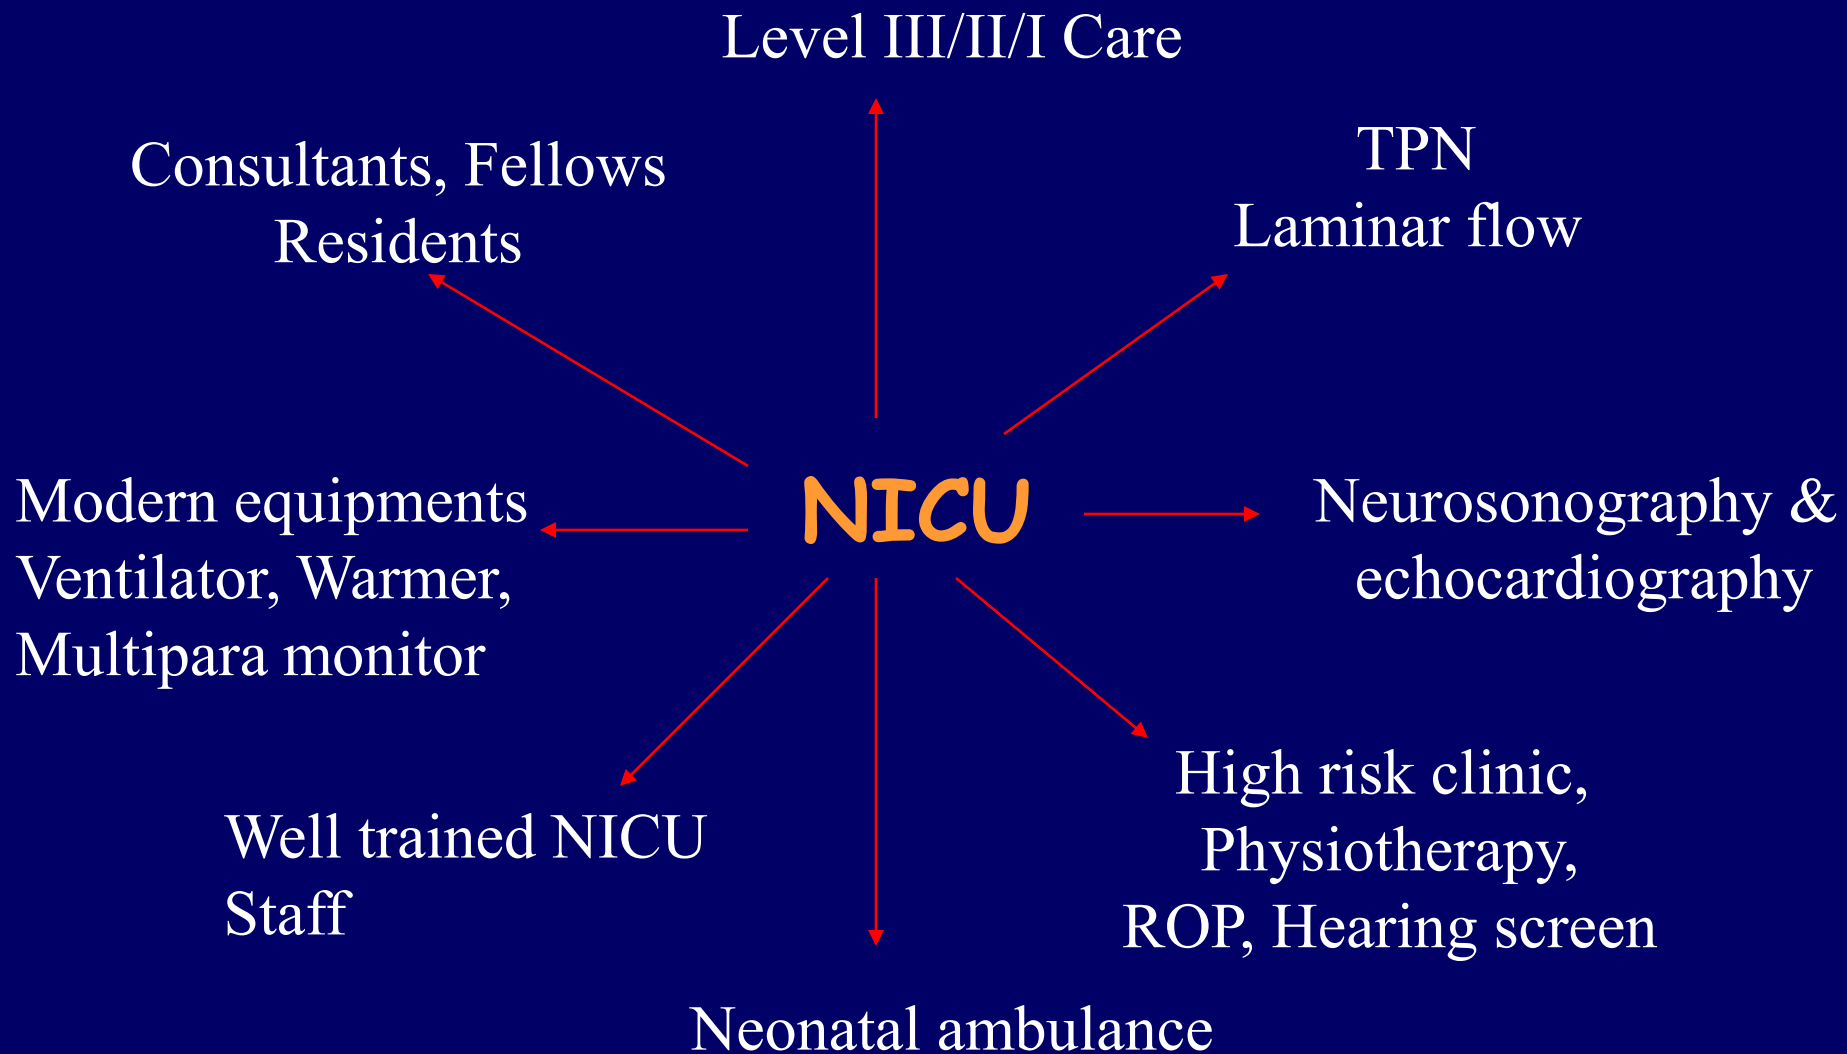 Level III/II/I Care
Consultants, Fellows
Residents
TPN
Laminar flow
Modern equipments
Ventilator, Warmer,
Multipara monitor
NICU
Neurosonography &
echocardiography
Well trained NICU
Staff
High risk clinic,
Physiotherapy,
ROP, Hearing screen
Neonatal ambulance